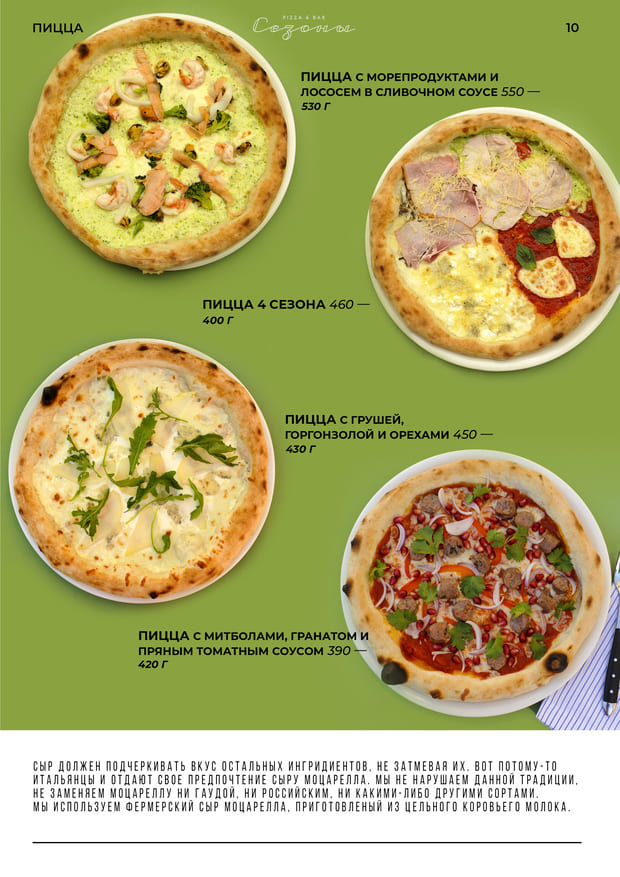 ПИЦЦА
PIZZA & BAR
Сезоны
10
ПИЦЦА С МОРЕПРОДУКТАМИ И
ЛОСОСЕМ В СЛИВОЧНОМ СОУСЕ 550 —
530 Г
ПИЦЦА 4 СЕЗОНА 460 —
400 Г
ПИЦЦА С ГРУШЕЙ,
ГОРГОНЗОЛОЙ И ОРЕХАМИ 450 —
430 Г
ПИЦЦА С МИТБОЛАМИ, ГРАНАТОМ И
ПРЯНЫМ ТОМАТНЫМ СОУСОМ 390 —
420 Г
СЫР ДОЛЖЕН ПОДЧЕРКИВАТЬ ВКУС ОСТАЛЬНЫХ ИНГРИДИЕНТОВ, НЕ ЗАТМЕВАЯ ИХ. ВОТ ПОТОМУ-ТО
ИТАЛЬЯНЦЫ И ОТДАЮТ СВОЕ ПРЕДПОЧТЕНИЕ СЫРУ МОЦАРЕЛЛА. МЫ НЕ НАРУШАЕМ ДАННОЙ ТРАДИЦИИ,
НЕ ЗАМЕНЯЕМ МОЦАРЕЛЛУ НИ ГАУДОЙ, НИ РОССИЙСКИМ, НИ КАКИМИ-ЛИБО ДРУГИМИ СОРТАМИ.
МЫ ИСПОЛЬЗУЕМ ФЕРМЕРСКИЙ СЫР МОЦАРЕЛЛА, ПРИГОТОВЛЕНЫЙ ИЗ ЦЕЛЬНОГО КОРОВЬЕГО МОЛОКА.